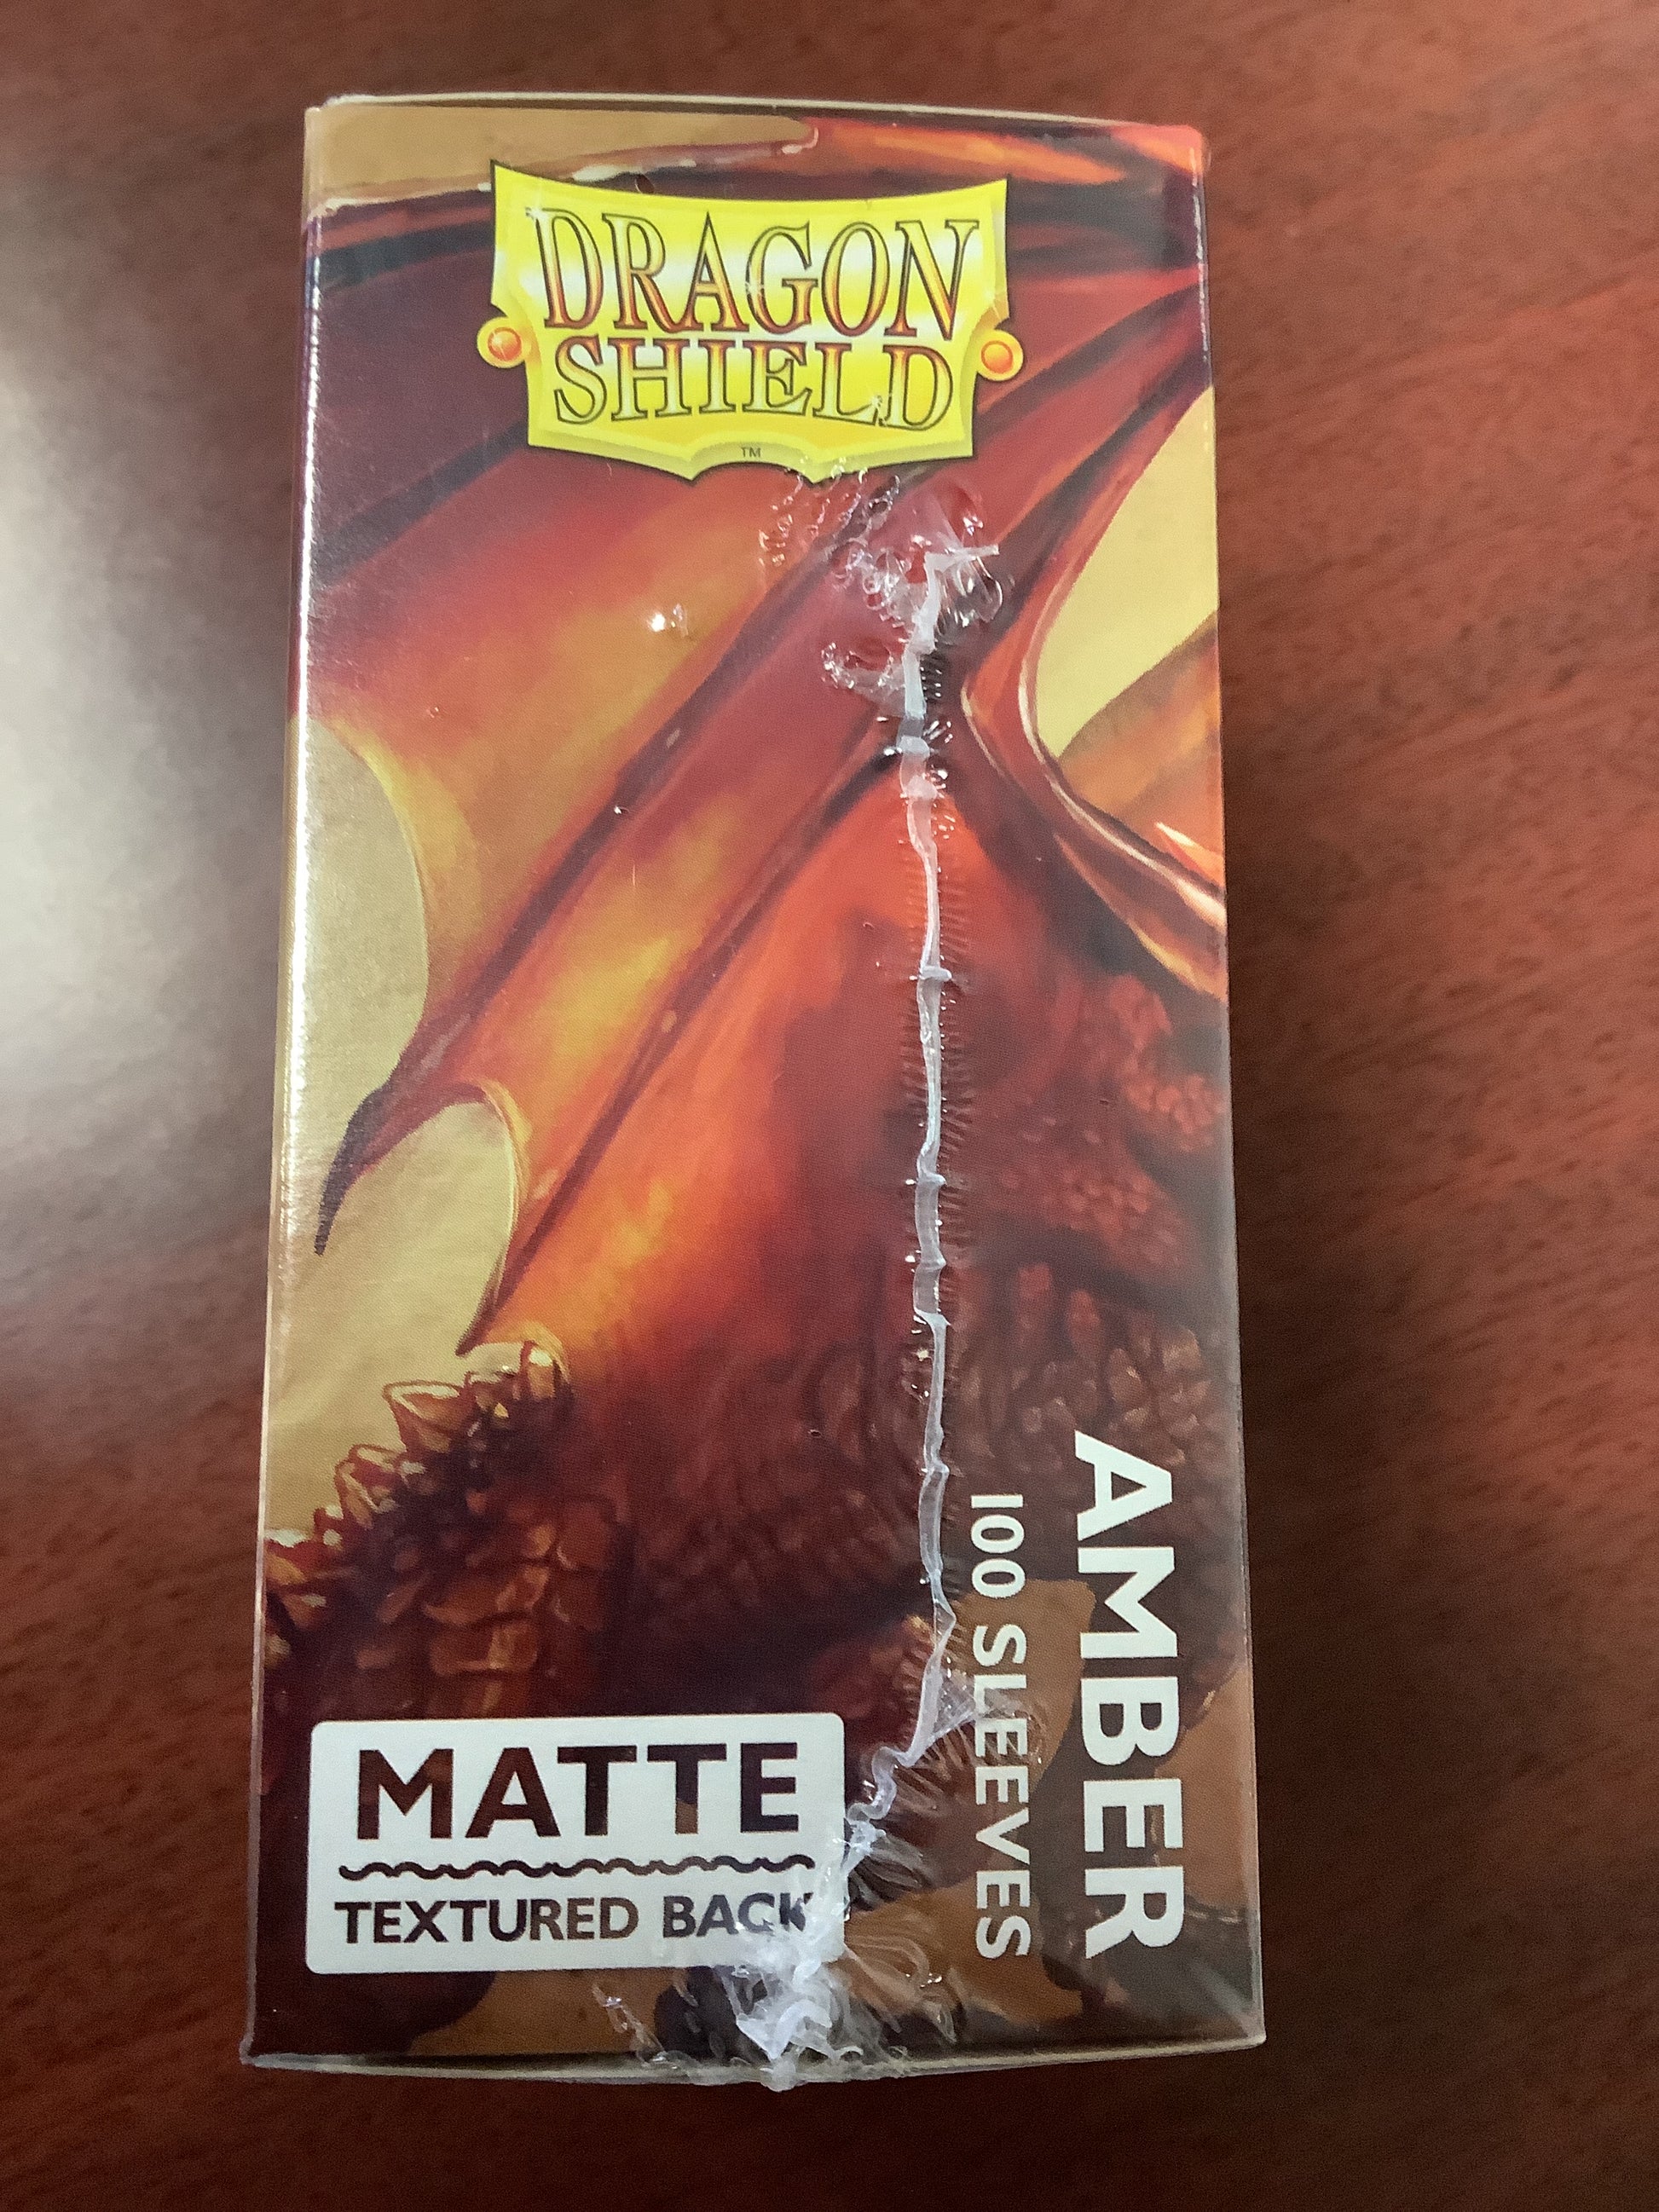 DRAGON
SHIELD
TM
AMBER
100 SLEEVES
MATTE
TEXTURED BACK